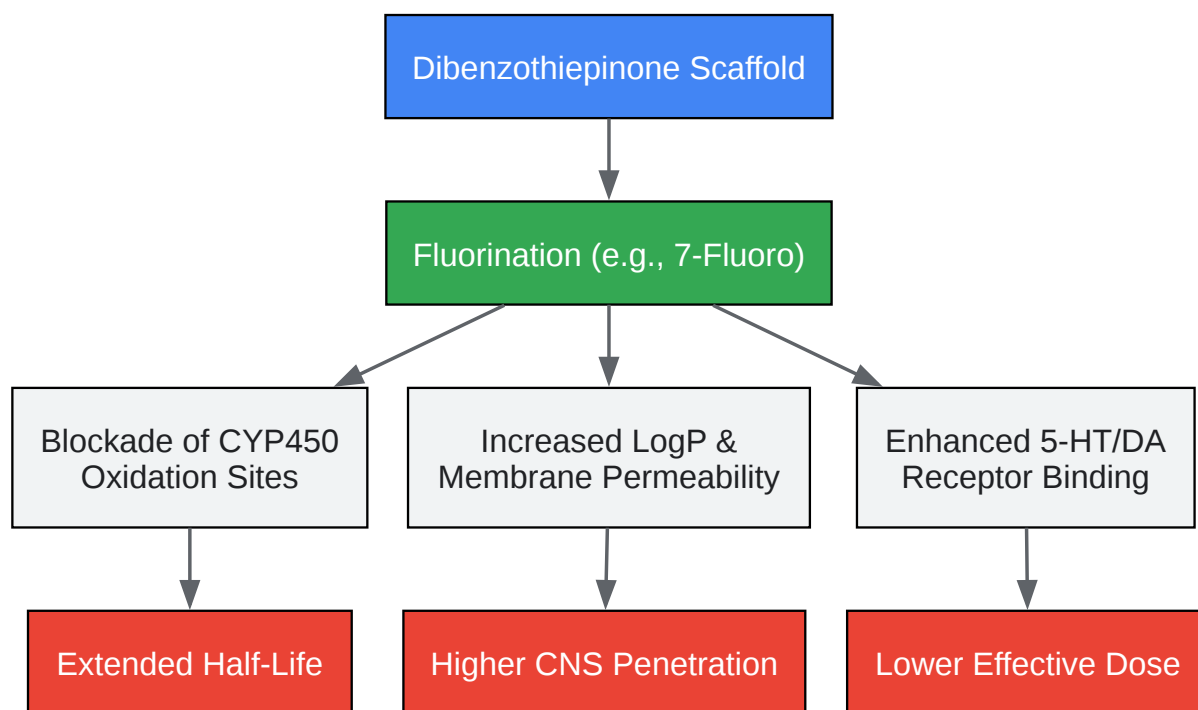 Dibenzothiepinone Scaffold
Fluorination (e.g., 7-Fluoro)
Blockade of CYP450
Oxidation Sites
Increased LogP &
Membrane Permeability
Enhanced 5-HT/DA
Receptor Binding
Extended Half-Life
Higher CNS Penetration
Lower Effective Dose